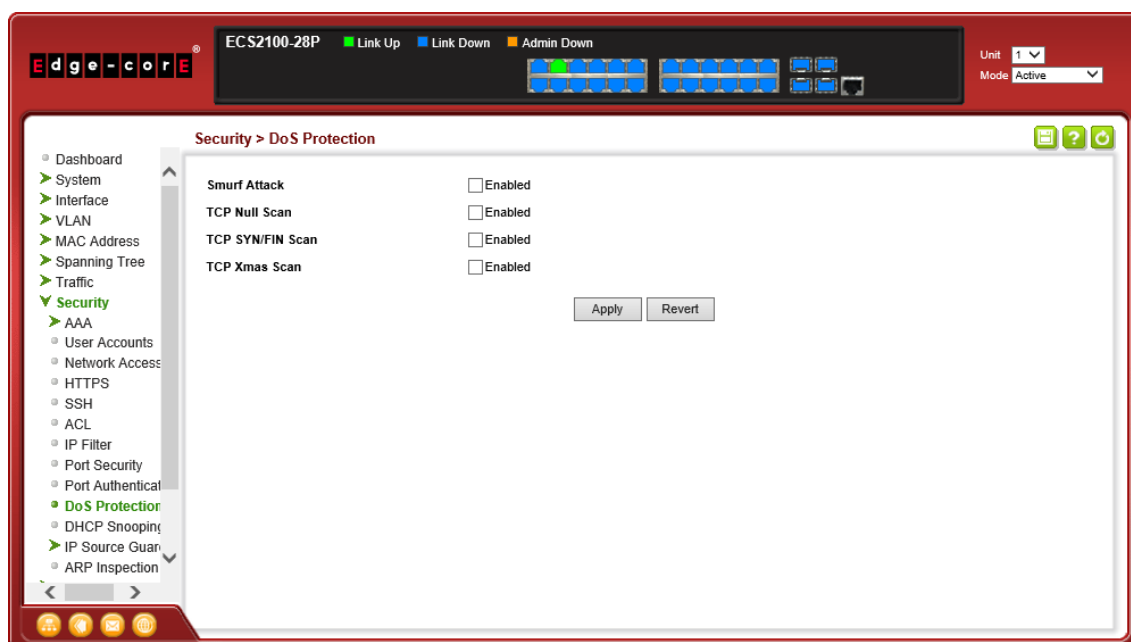 Edge-corE®
ECS2100-28P Link Up Link Down Admin Down
Unit 1
Mode Active
Security > DoS Protection
?
Dashboard
System
Interface
VLAN
MAC Address
Spanning Tree
Traffic
Security
AAA
User Accounts
Network Access
HTTPS
SSH
ACL
IP Filter
Port Security
Port Authenticat
DoS Protection
DHCP Snooping
IP Source Guar
ARP Inspection
Smurf Attack Enabled
TCP Null Scan Enabled
TCP SYN/FIN Scan Enabled
TCP Xmas Scan Enabled
Apply Revert